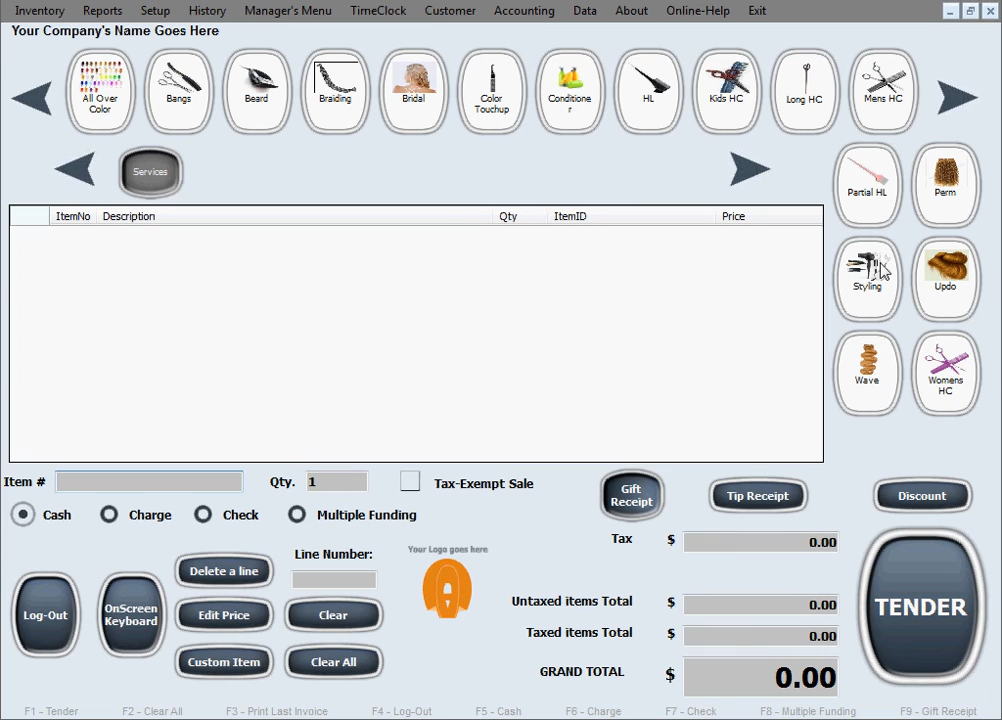 Inventory Reports Setup History Manager's Menu TimeClock Customer Accounting Data About Online-Help Exit
Your Company's Name Goes Here
All Over
Color
Bangs
Beard
Braiding
Bridal
Color
Touchup
Conditione
r
HL
Kids HC
Long HC
Mens HC
Services
Partial HL
Perm
ItemNo Description Qty ItemID Price
Styling
Updo
Wave
Womens
HC
Item #
Qty. 1
Tax-Exempt Sale
Gift
Receipt
Tip Receipt
Discount
Cash Charge Check Multiple Funding
Tax $ 0.00
Line Number:
Your Logo goes here
Delete a line
Log-Out
OnScreen
Keyboard
Edit Price
Clear
Custom Item
Clear All
Untaxed items Total $ 0.00
Taxed items Total $ 0.00
GRAND TOTAL $ 0.00
TENDER
F1 - Tender F2 - Clear All F3 - Print Last Invoice F4 - Log-Out F5 - Cash F6 - Charge F7 - Check F8 - Multiple Funding F9 - Gift Receipt